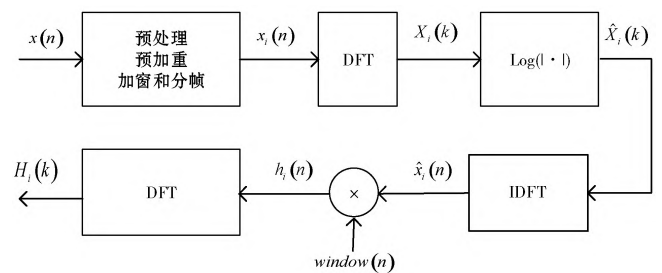 x(n)
预处理
预加重
加窗和分帧
x_i(n)
DFT
X_i(k)
Log(|·|)
X̂_i(k)
H_i(k)
DFT
h_i(n)
×
x̂_i(n)
IDFT
window(n)